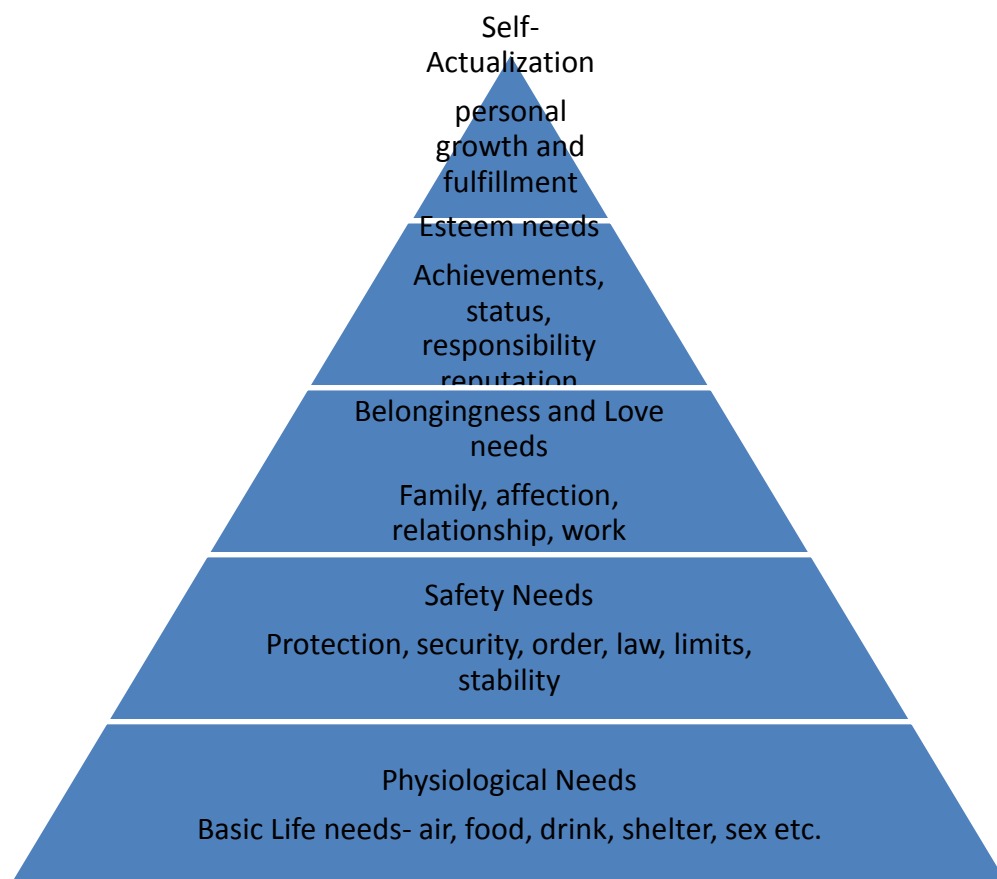 Self-
Actualization
personal
growth and
fulfillment
Esteem needs
Achievements,
status,
responsibility
reputation
Belongingness and Love
needs
Family, affection,
relationship, work
Safety Needs
Protection, security, order, law, limits,
stability
Physiological Needs
Basic Life needs- air, food, drink, shelter, sex etc.